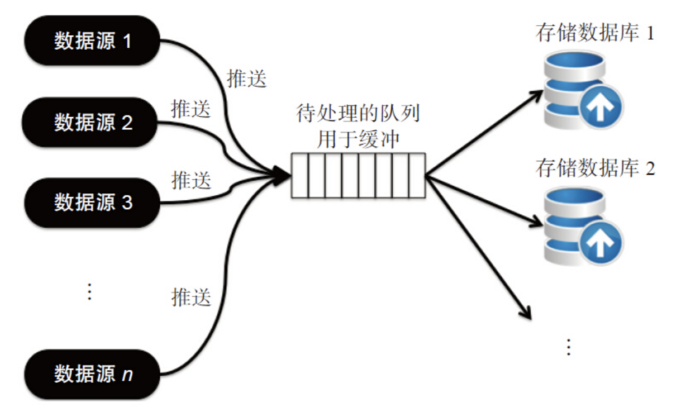 数据源 1
推送
数据源 2
推送
数据源 3
推送
⋮
推送
数据源 n
待处理的队列
用于缓冲
存储数据库 1
存储数据库 2
⋮